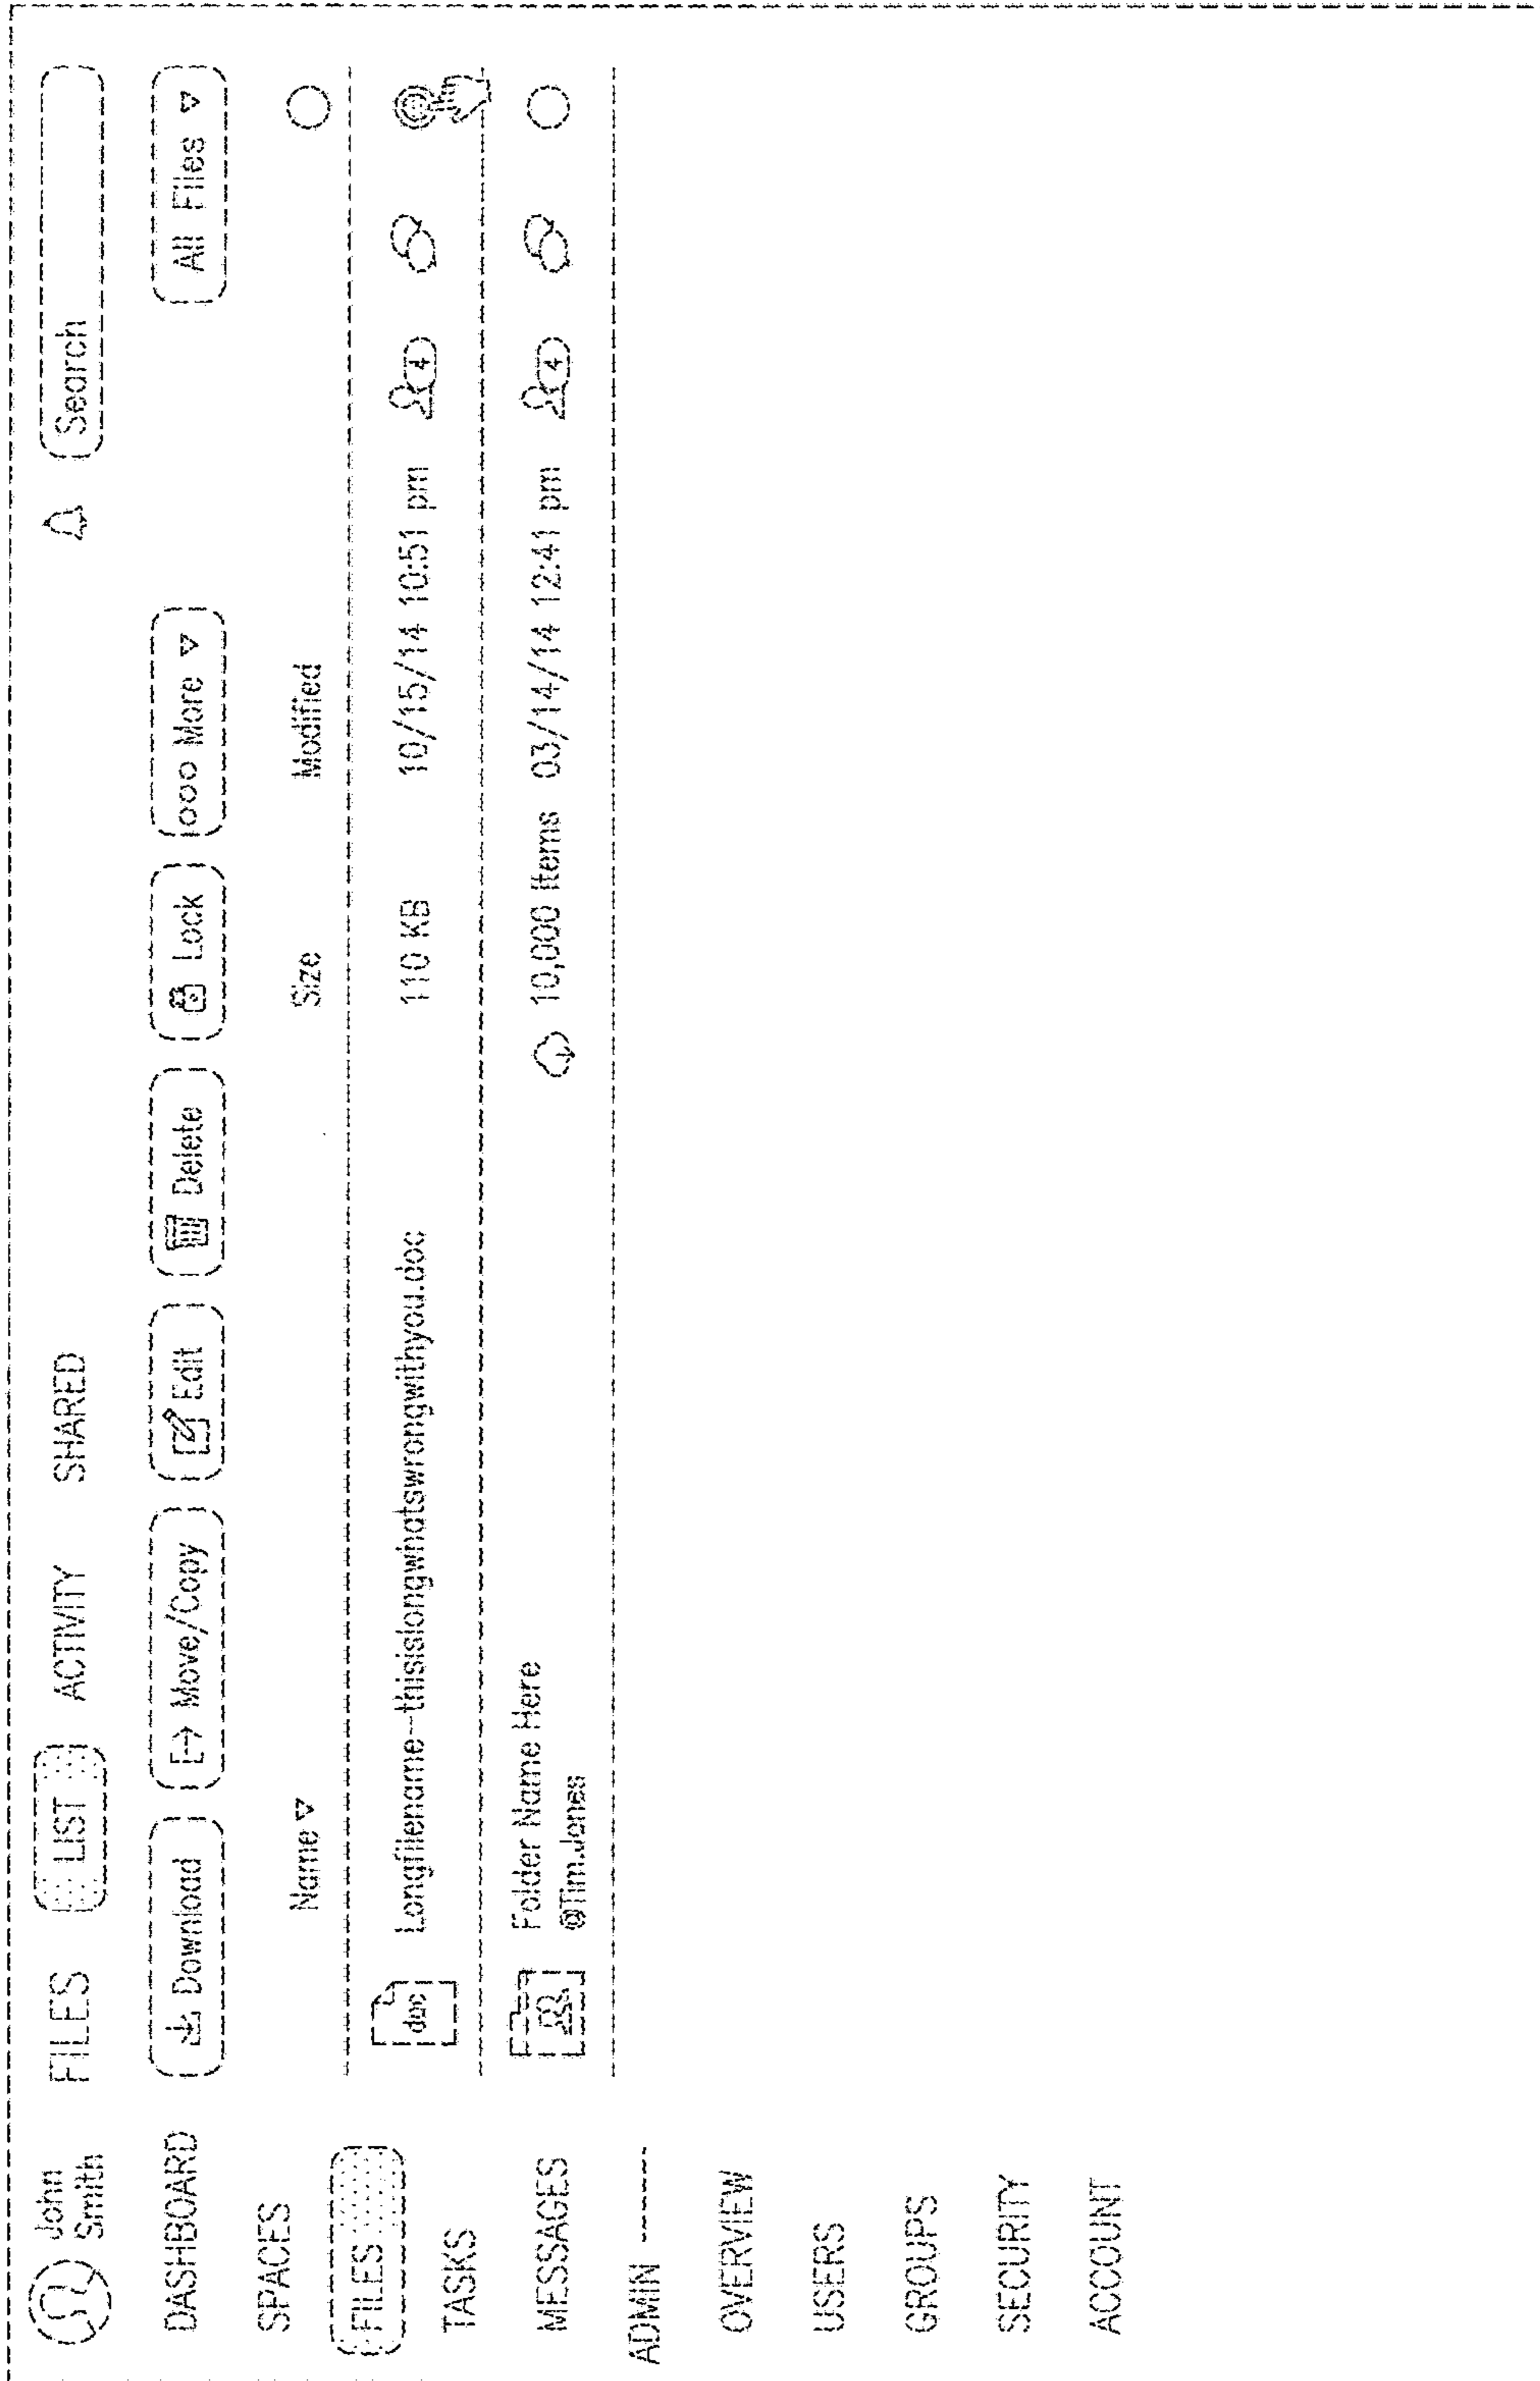 John
Smith
FILES
LIST
ACTIVITY
SHARED
Search
DASHBOARD
SPACES
FILES
TASKS
MESSAGES
ADMIN
OVERVIEW
USERS
GROUPS
SECURITY
ACCOUNT
Download
Move/Copy
Edit
Delete
Lock
ooo More
All Files
Name
Size
Modified
doc
Longfilename-thisislongwhatswrongwithyou.doc
110 KB
10/15/14 10:51 pm
4
Folder Name Here
@Tim.Jones
10,000 Items
03/14/14 12:41 pm
4